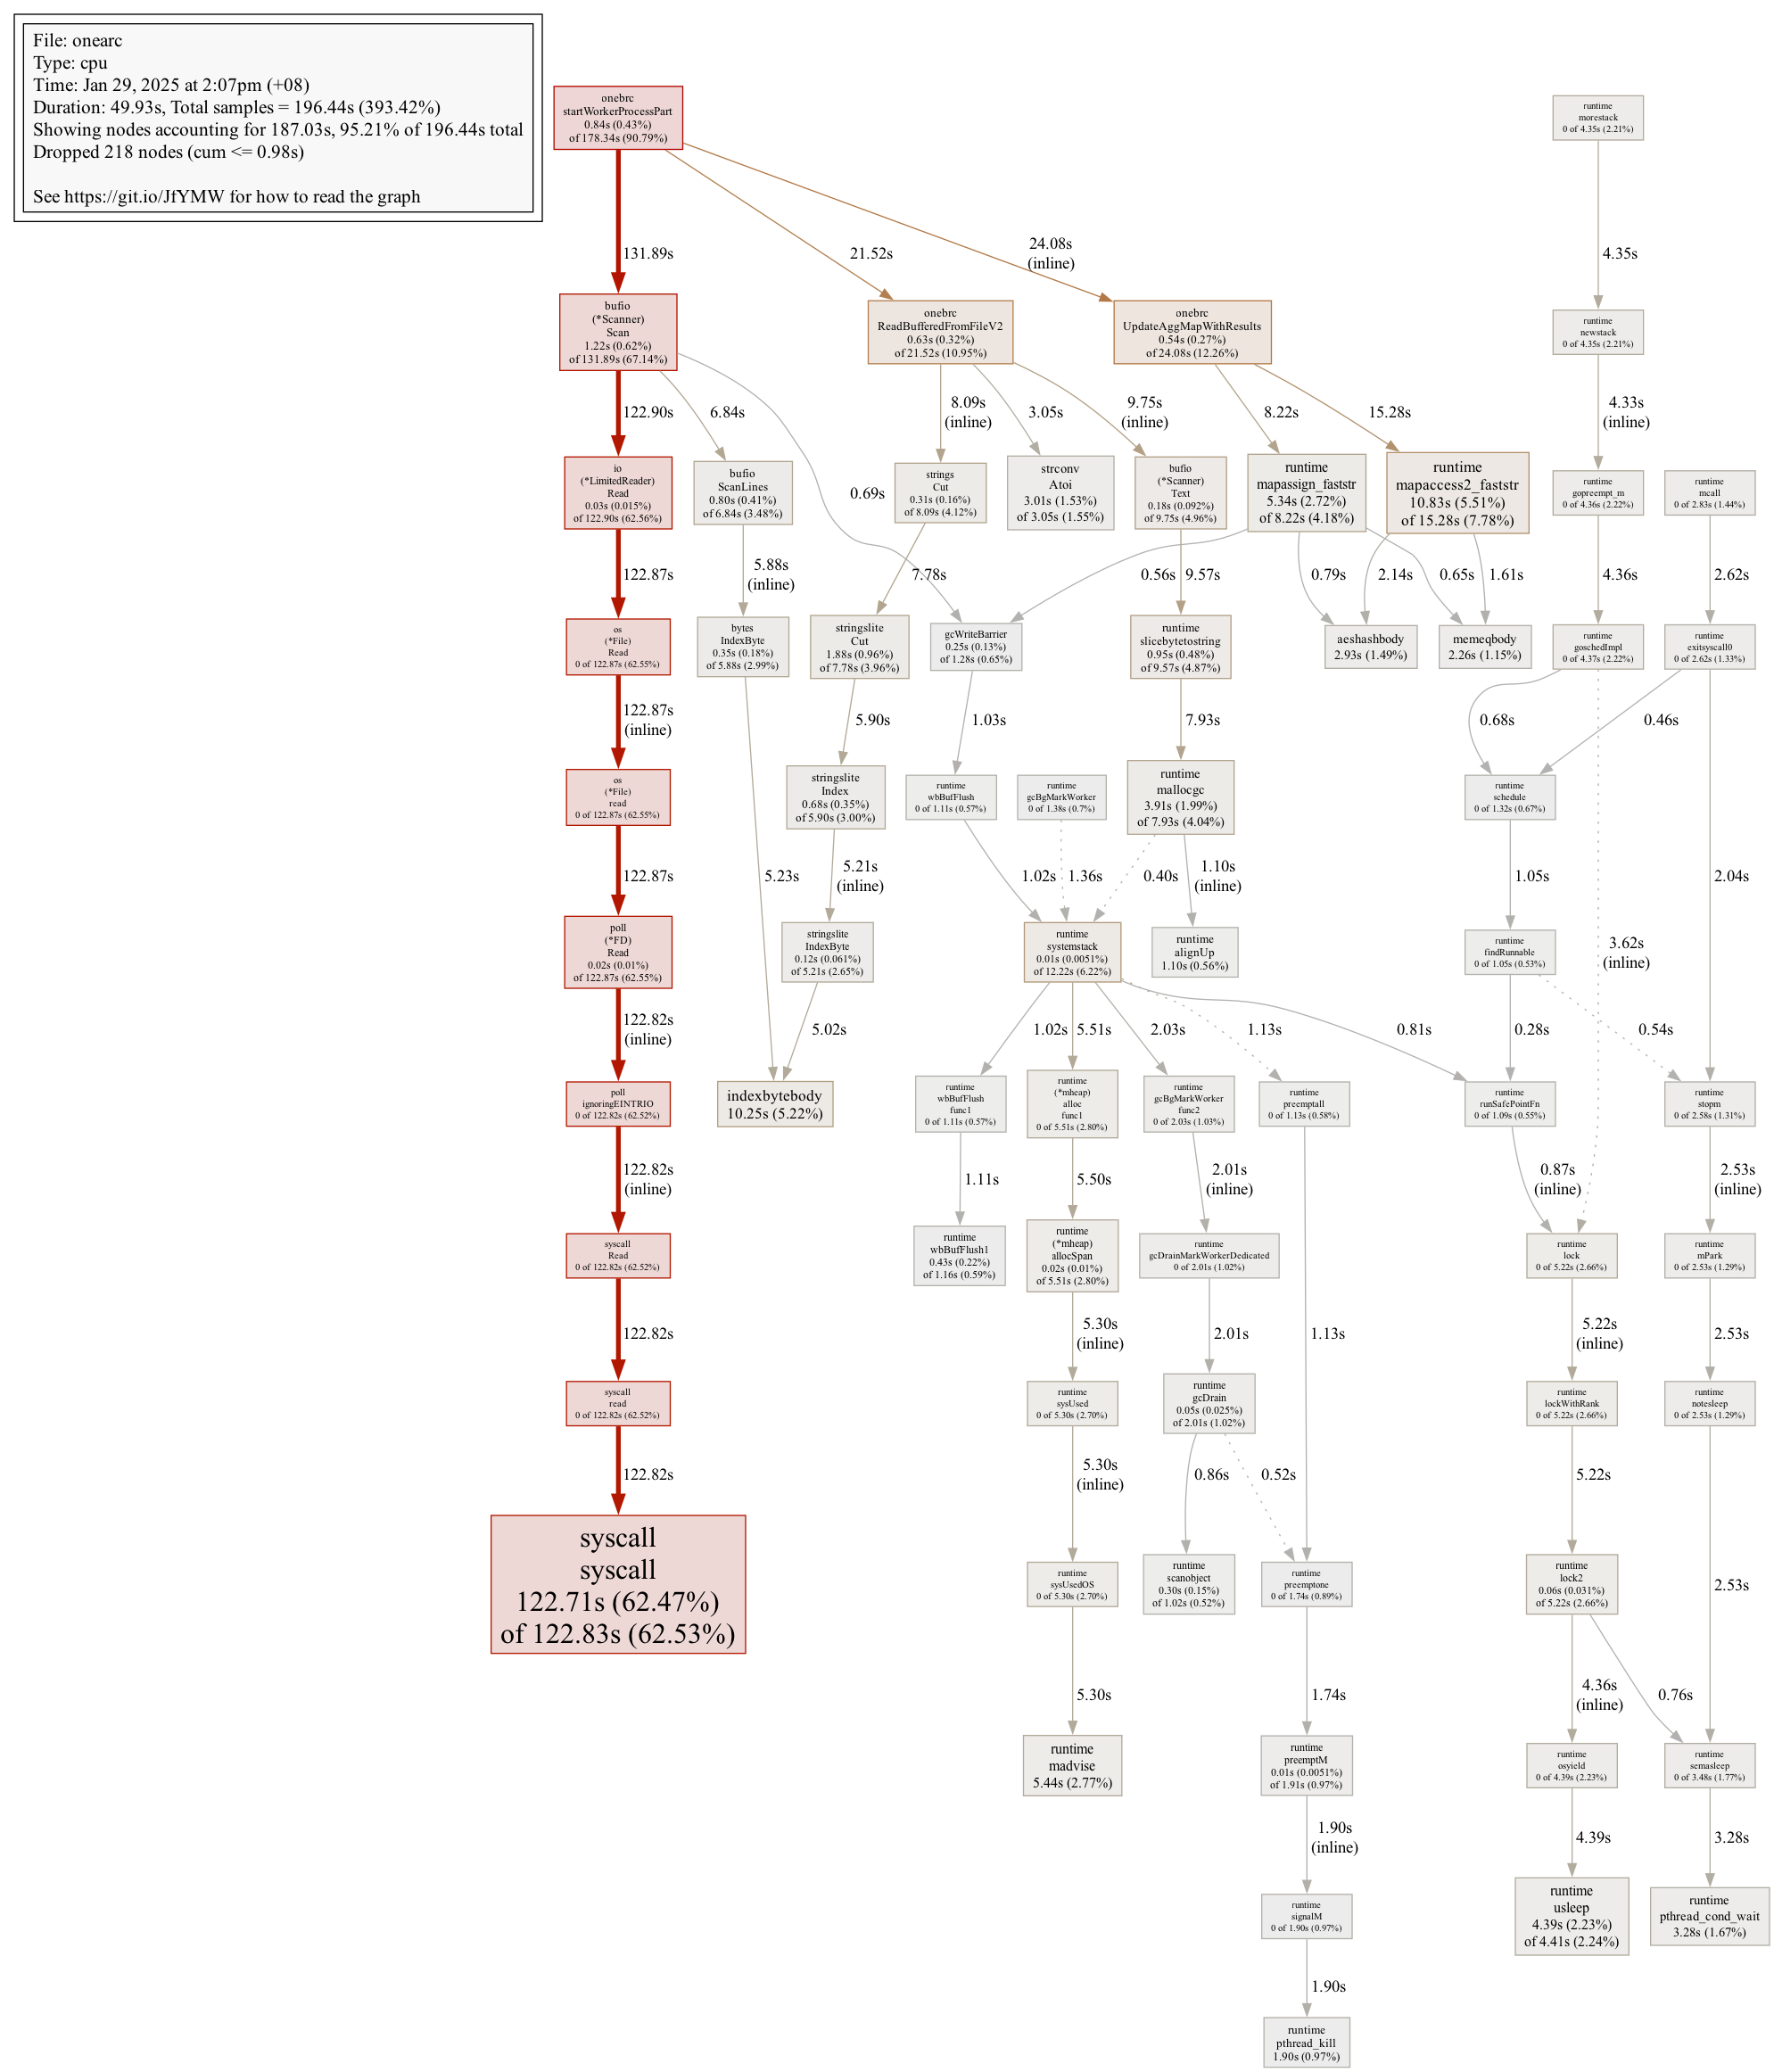 File: onearc
Type: cpu
Time: Jan 29, 2025 at 2:07pm (+08)
Duration: 49.93s, Total samples = 196.44s (393.42%)
Showing nodes accounting for 187.03s, 95.21% of 196.44s total
Dropped 218 nodes (cum <= 0.98s)
See https://git.io/JfYMW for how to read the graph
onebrc
startWorkerProcessPart
0.84s (0.43%)
of 178.34s (90.79%)
runtime
morestack
0 of 4.35s (2.21%)
131.89s
21.52s
24.08s
(inline)
4.35s
bufio
(*Scanner)
Scan
1.22s (0.62%)
of 131.89s (67.14%)
onebrc
ReadBufferedFromFileV2
0.63s (0.32%)
of 21.52s (10.95%)
onebrc
UpdateAggMapWithResults
0.54s (0.27%)
of 24.08s (12.26%)
runtime
newstack
0 of 4.35s (2.21%)
122.90s
6.84s
8.09s
(inline)
3.05s
9.75s
(inline)
8.22s
15.28s
4.33s
(inline)
io
(*LimitedReader)
Read
0.03s (0.015%)
of 122.90s (62.56%)
bufio
ScanLines
0.80s (0.41%)
of 6.84s (3.48%)
0.69s
strings
Cut
0.31s (0.16%)
of 8.09s (4.12%)
strconv
Atoi
3.01s (1.53%)
of 3.05s (1.55%)
bufio
(*Scanner)
Text
0.18s (0.092%)
of 9.75s (4.96%)
runtime
mapassign_faststr
5.34s (2.72%)
of 8.22s (4.18%)
runtime
mapaccess2_faststr
10.83s (5.51%)
of 15.28s (7.78%)
runtime
gopreempt_m
0 of 4.36s (2.22%)
runtime
mcall
0 of 2.83s (1.44%)
122.87s
5.88s
(inline)
7.78s
0.56s
9.57s
0.79s
2.14s
0.65s
1.61s
4.36s
2.62s
os
(*File)
Read
0 of 122.87s (62.55%)
bytes
IndexByte
0.35s (0.18%)
of 5.88s (2.99%)
stringslite
Cut
1.88s (0.96%)
of 7.78s (3.96%)
gcWriteBarrier
0.25s (0.13%)
of 1.28s (0.65%)
runtime
slicebytetostring
0.95s (0.48%)
of 9.57s (4.87%)
aeshashbody
2.93s (1.49%)
memeqbody
2.26s (1.15%)
runtime
goschedImpl
0 of 4.37s (2.22%)
runtime
exitsyscall0
0 of 2.62s (1.33%)
122.87s
(inline)
5.90s
1.03s
7.93s
0.68s
0.46s
os
(*File)
read
0 of 122.87s (62.55%)
stringslite
Index
0.68s (0.35%)
of 5.90s (3.00%)
runtime
wbBufFlush
0 of 1.11s (0.57%)
runtime
gcBgMarkWorker
0 of 1.38s (0.7%)
runtime
mallocgc
3.91s (1.99%)
of 7.93s (4.04%)
runtime
schedule
0 of 1.32s (0.67%)
122.87s
5.23s
5.21s
(inline)
1.02s
1.36s
0.40s
1.10s
(inline)
1.05s
2.04s
poll
(*FD)
Read
0.02s (0.01%)
of 122.87s (62.55%)
stringslite
IndexByte
0.12s (0.061%)
of 5.21s (2.65%)
runtime
systemstack
0.01s (0.0051%)
of 12.22s (6.22%)
runtime
alignUp
1.10s (0.56%)
runtime
findRunnable
0 of 1.05s (0.53%)
3.62s
(inline)
122.82s
(inline)
5.02s
1.02s
5.51s
2.03s
1.13s
0.81s
0.28s
0.54s
poll
ignoringEINTRIO
0 of 122.82s (62.52%)
indexbytebody
10.25s (5.22%)
runtime
wbBufFlush
func1
0 of 1.11s (0.57%)
runtime
(*mheap)
alloc
func1
0 of 5.51s (2.80%)
runtime
gcBgMarkWorker
func2
0 of 2.03s (1.03%)
runtime
preemptall
0 of 1.13s (0.58%)
runtime
runSafePointFn
0 of 1.09s (0.55%)
runtime
stopm
0 of 2.58s (1.31%)
122.82s
(inline)
1.11s
5.50s
2.01s
(inline)
0.87s
(inline)
2.53s
(inline)
syscall
Read
0 of 122.82s (62.52%)
runtime
wbBufFlush1
0.43s (0.22%)
of 1.16s (0.59%)
runtime
(*mheap)
allocSpan
0.02s (0.01%)
of 5.51s (2.80%)
runtime
gcDrainMarkWorkerDedicated
0 of 2.01s (1.02%)
runtime
lock
0 of 5.22s (2.66%)
runtime
mPark
0 of 2.53s (1.29%)
122.82s
5.30s
(inline)
2.01s
1.13s
5.22s
(inline)
2.53s
syscall
read
0 of 122.82s (62.52%)
runtime
sysUsed
0 of 5.30s (2.70%)
runtime
gcDrain
0.05s (0.025%)
of 2.01s (1.02%)
runtime
lockWithRank
0 of 5.22s (2.66%)
runtime
notesleep
0 of 2.53s (1.29%)
122.82s
5.30s
(inline)
0.86s
0.52s
5.22s
syscall
syscall
122.71s (62.47%)
of 122.83s (62.53%)
runtime
sysUsedOS
0 of 5.30s (2.70%)
runtime
scanobject
0.30s (0.15%)
of 1.02s (0.52%)
runtime
preemptone
0 of 1.74s (0.89%)
runtime
lock2
0.06s (0.031%)
of 5.22s (2.66%)
2.53s
5.30s
1.74s
4.36s
(inline)
0.76s
runtime
madvise
5.44s (2.77%)
runtime
preemptM
0.01s (0.0051%)
of 1.91s (0.97%)
runtime
osyield
0 of 4.39s (2.23%)
runtime
semasleep
0 of 3.48s (1.77%)
1.90s
(inline)
4.39s
3.28s
runtime
signalM
0 of 1.90s (0.97%)
runtime
usleep
4.39s (2.23%)
of 4.41s (2.24%)
runtime
pthread_cond_wait
3.28s (1.67%)
1.90s
runtime
pthread_kill
1.90s (0.97%)